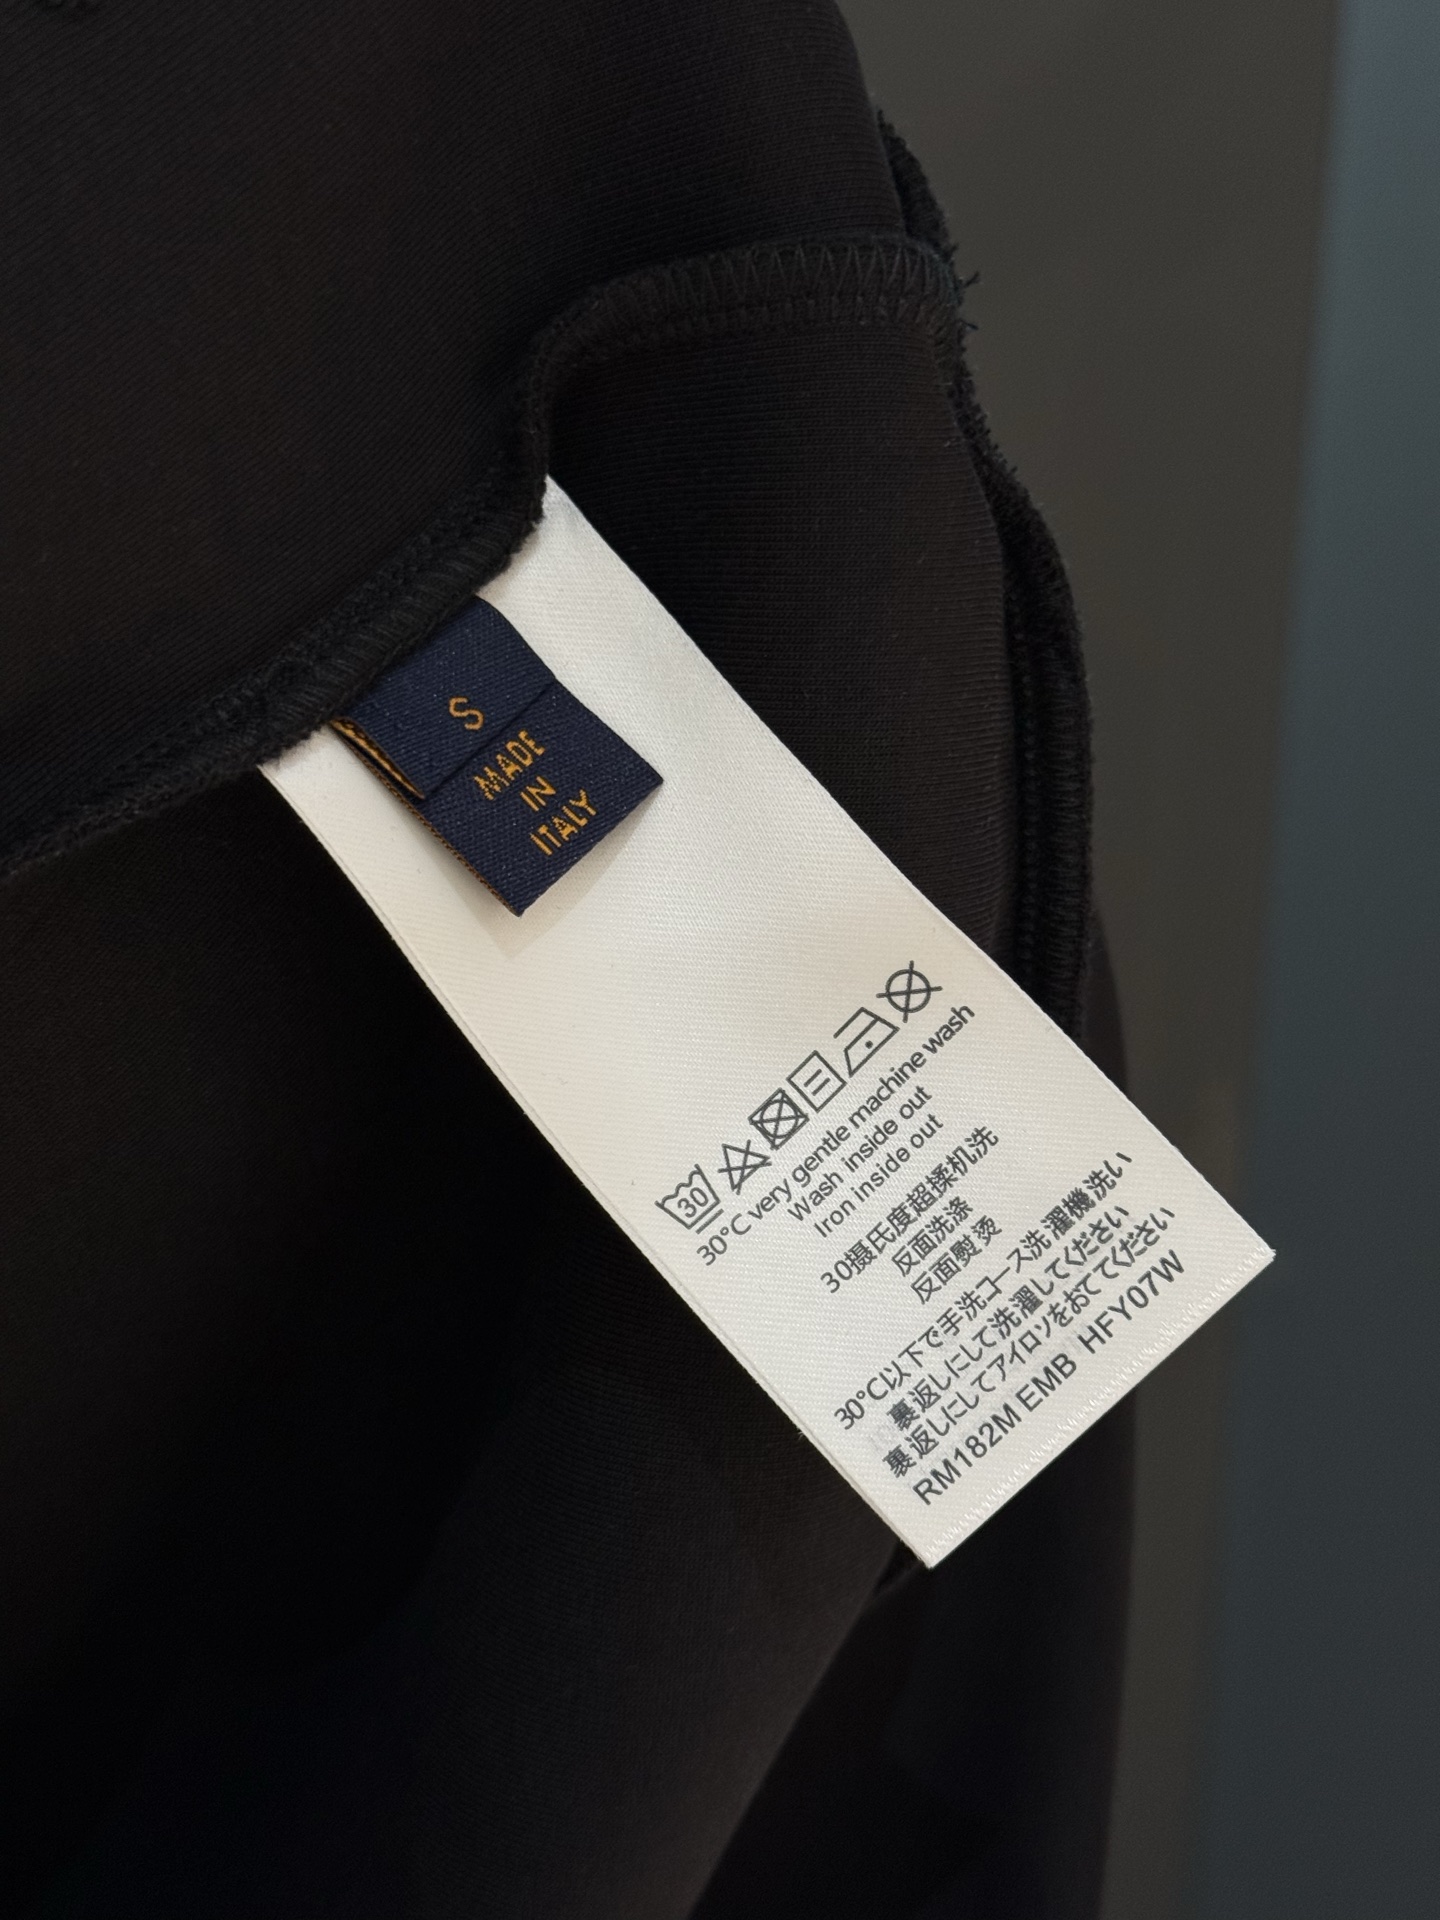 S
MADE
IN
ITALY
30
30°C very gentle machine wash
Wash inside out
Iron inside out
30摄氏度超揉机洗
反面洗涤
反面熨烫
30°C以下で手洗コース洗濯機洗い
裏返しにして洗濯してください
裏返しにしてアイロソをおててください
RM182M EMB HFY07W